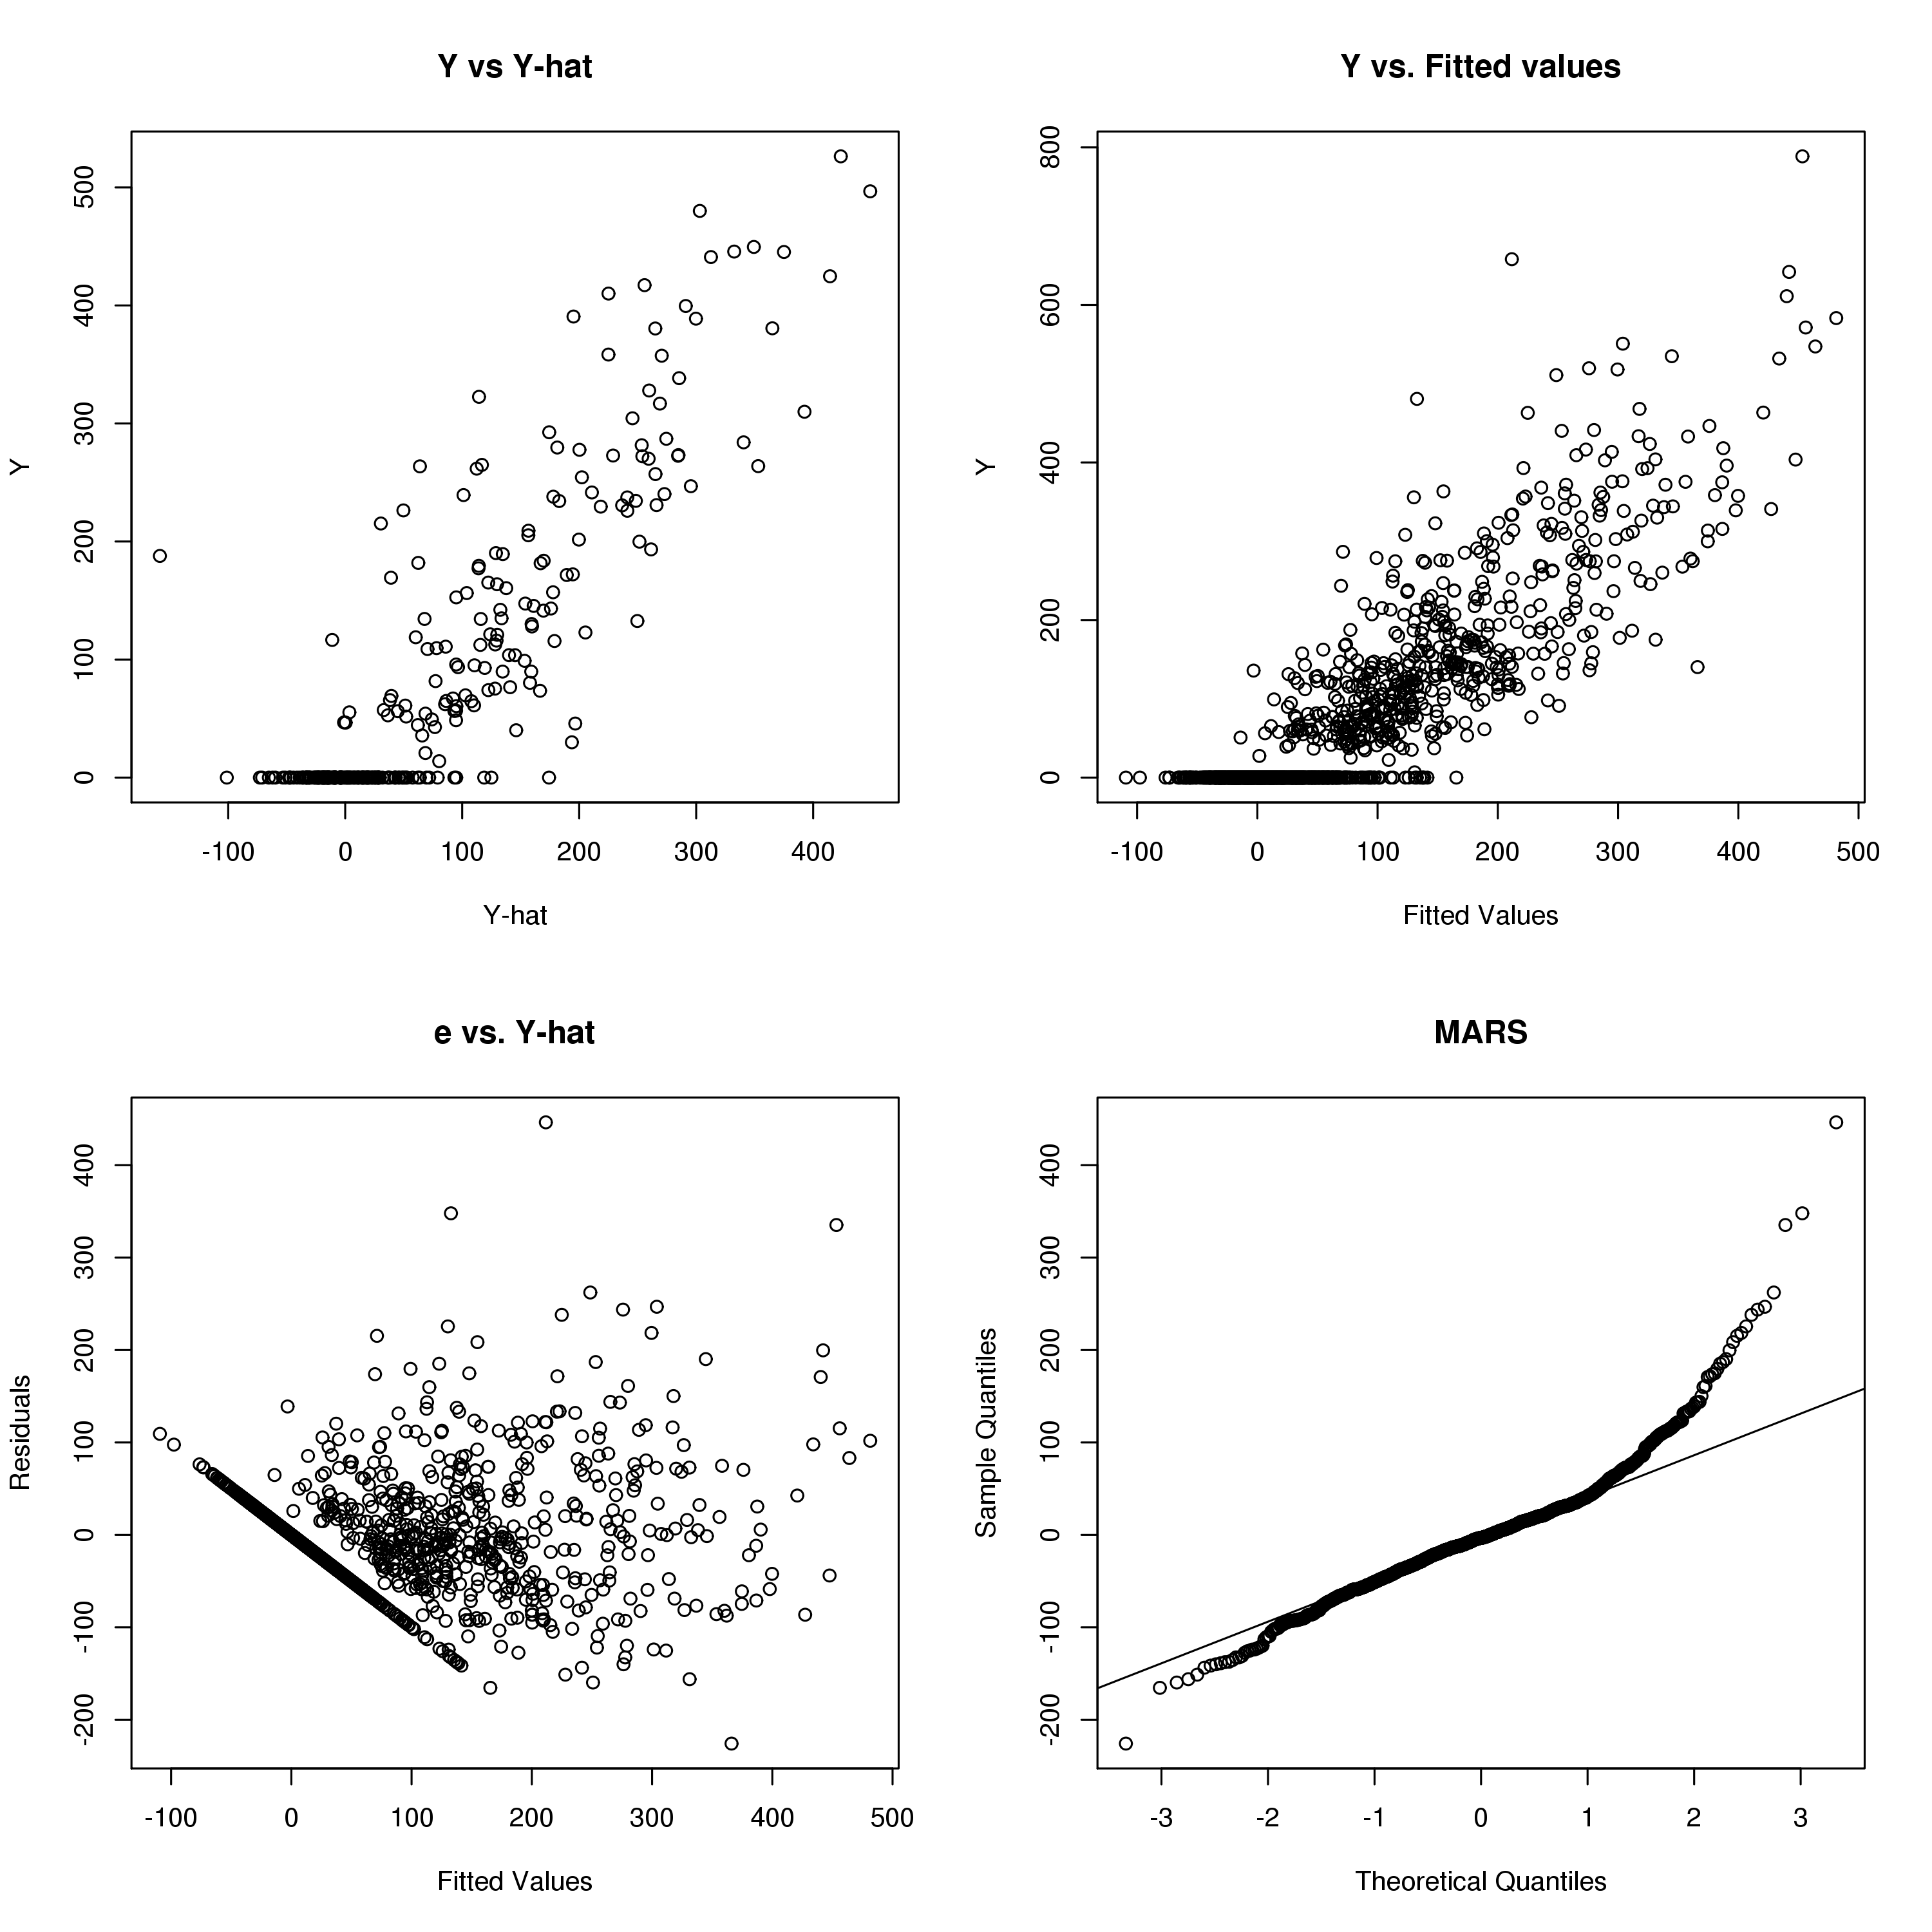 Y vs Y-hat
Y
500
400
300
200
100
0
-100 0 100 200 300 400
Y-hat
Y vs. Fitted values
Y
800
600
400
200
0
-100 0 100 200 300 400 500
Fitted Values
e vs. Y-hat
Residuals
400
300
200
100
0
-100
-200
-100 0 100 200 300 400 500
Fitted Values
MARS
Sample Quantiles
400
300
200
100
0
-100
-200
-3 -2 -1 0 1 2 3
Theoretical Quantiles